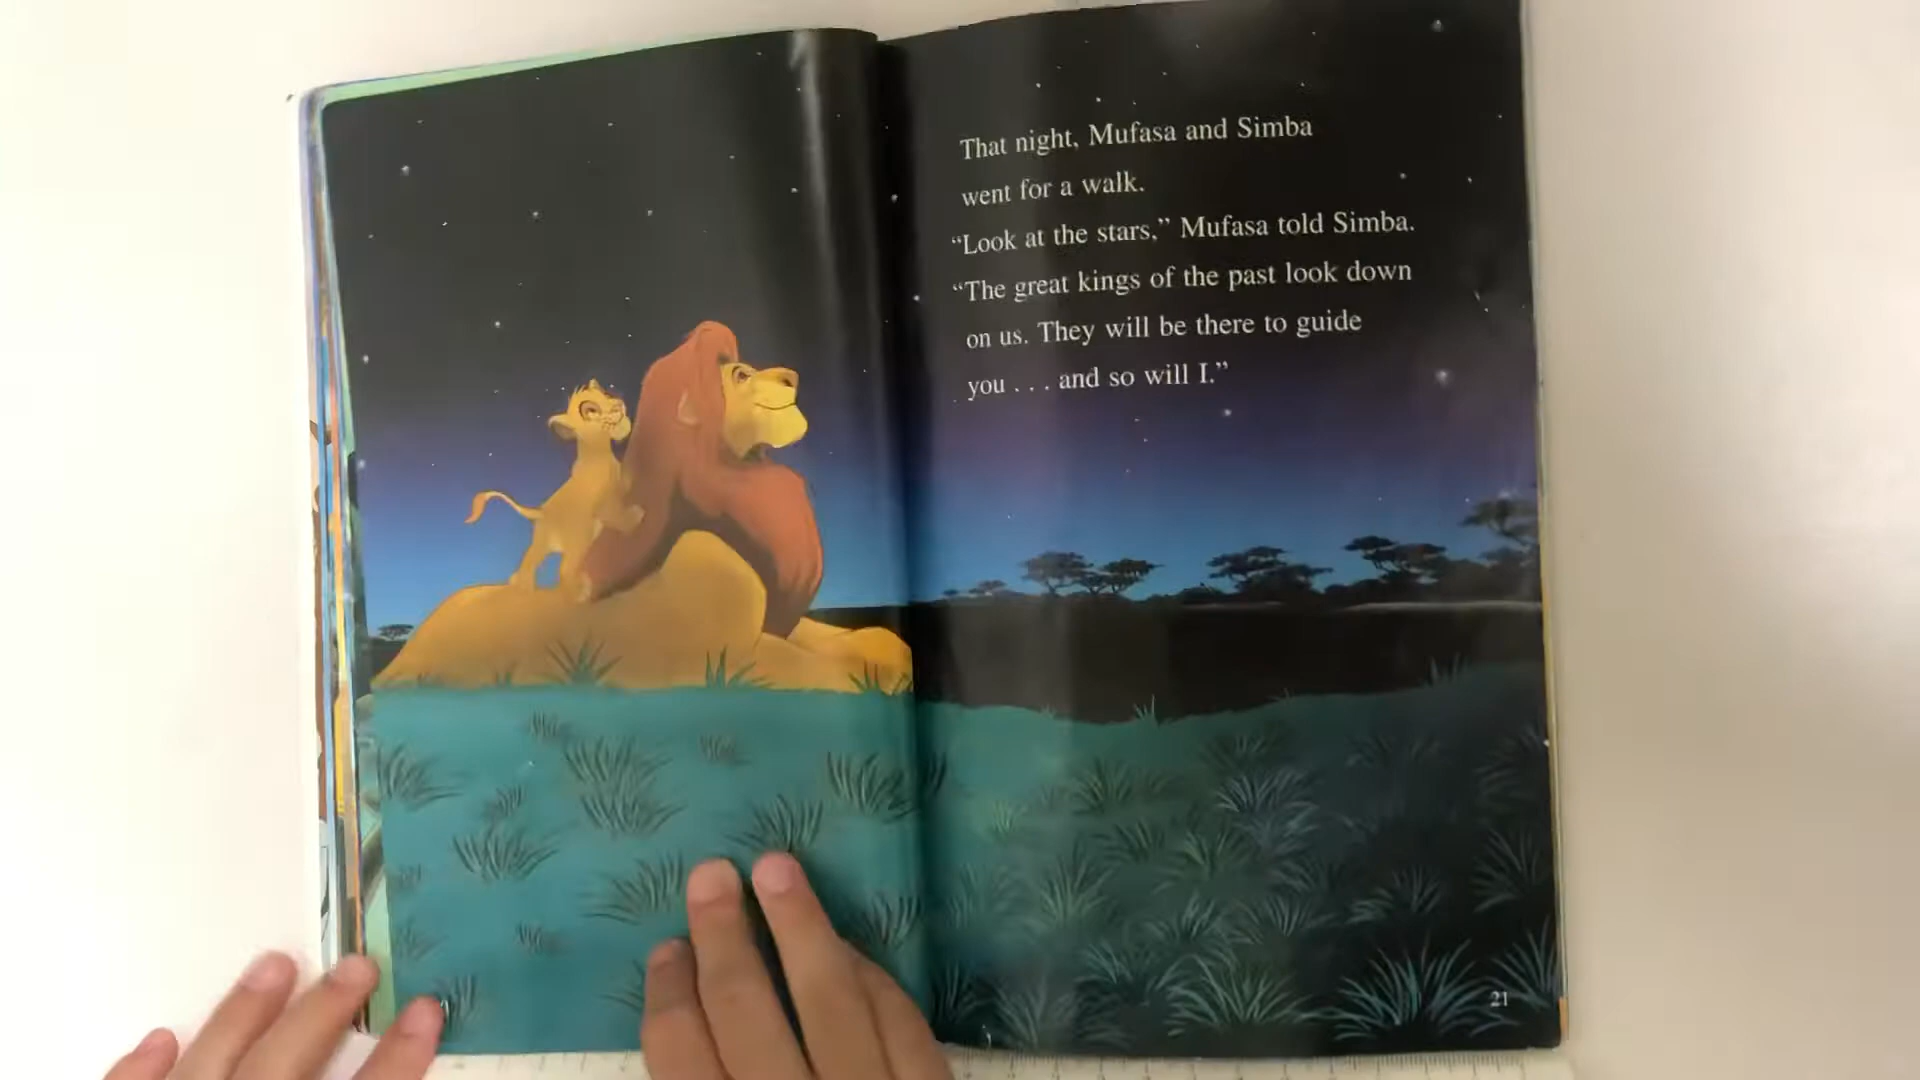 That night, Mufasa and Simba
went for a walk.
“Look at the stars,” Mufasa told Simba.
“The great kings of the past look down
on us. They will be there to guide
you . . . and so will I.”
21